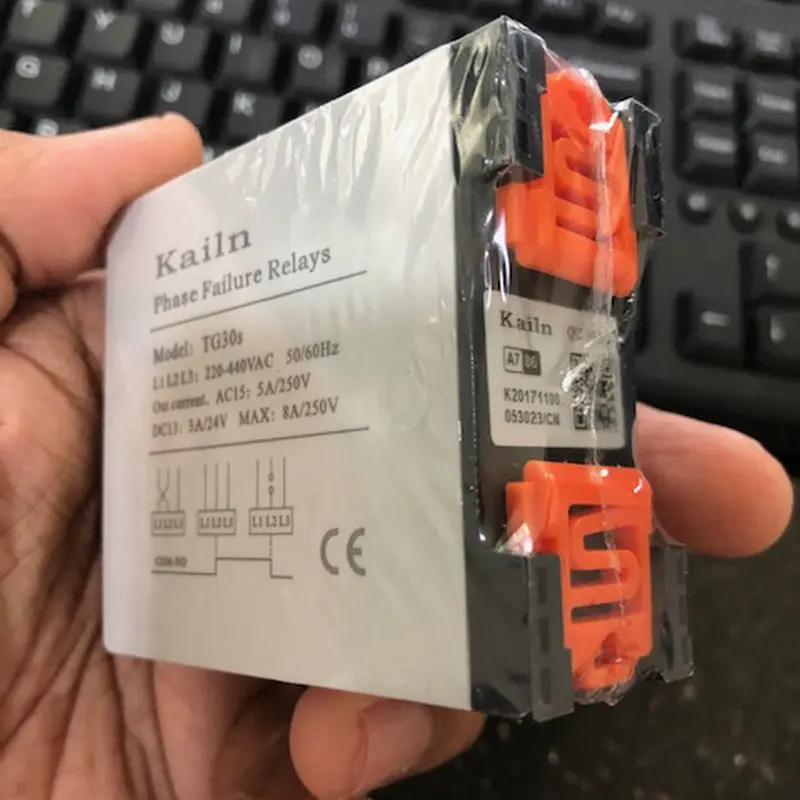 Kailn
Phase Failure Relays
Model: TG30s
L1 L2 L3: 220-440VAC 50/60Hz
Out current. AC15: 5A/250V
DC13: 3A/24V MAX: 8A/250V
L1 L2 L3 L1 L2 L3 L1 L2 L3
COM-NO
CE
Kailn
A7 B6
K20171100
053023/CN
Y U I O
G H J K L